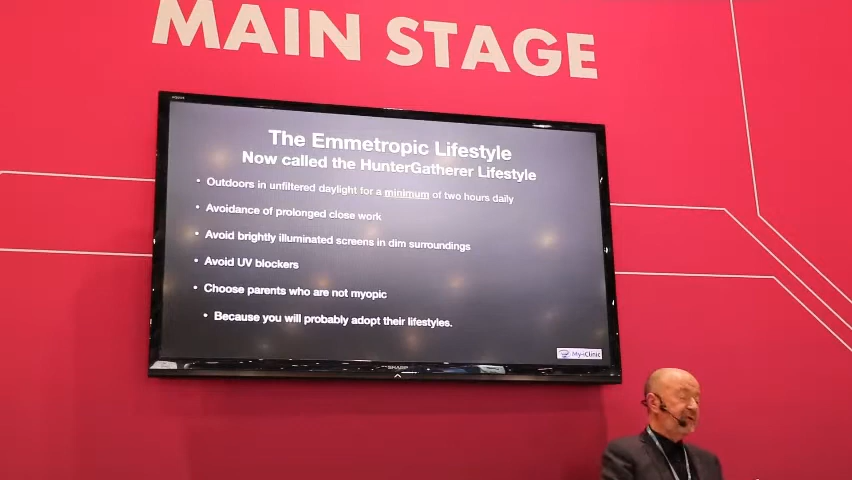 MAIN STAGE
The Emmetropic Lifestyle
Now called the HunterGatherer Lifestyle
• Outdoors in unfiltered daylight for a minimum of two hours daily
• Avoidance of prolonged close work
• Avoid brightly illuminated screens in dim surroundings
• Avoid UV blockers
• Choose parents who are not myopic
• Because you will probably adopt their lifestyles.
My-iClinic
SHARP